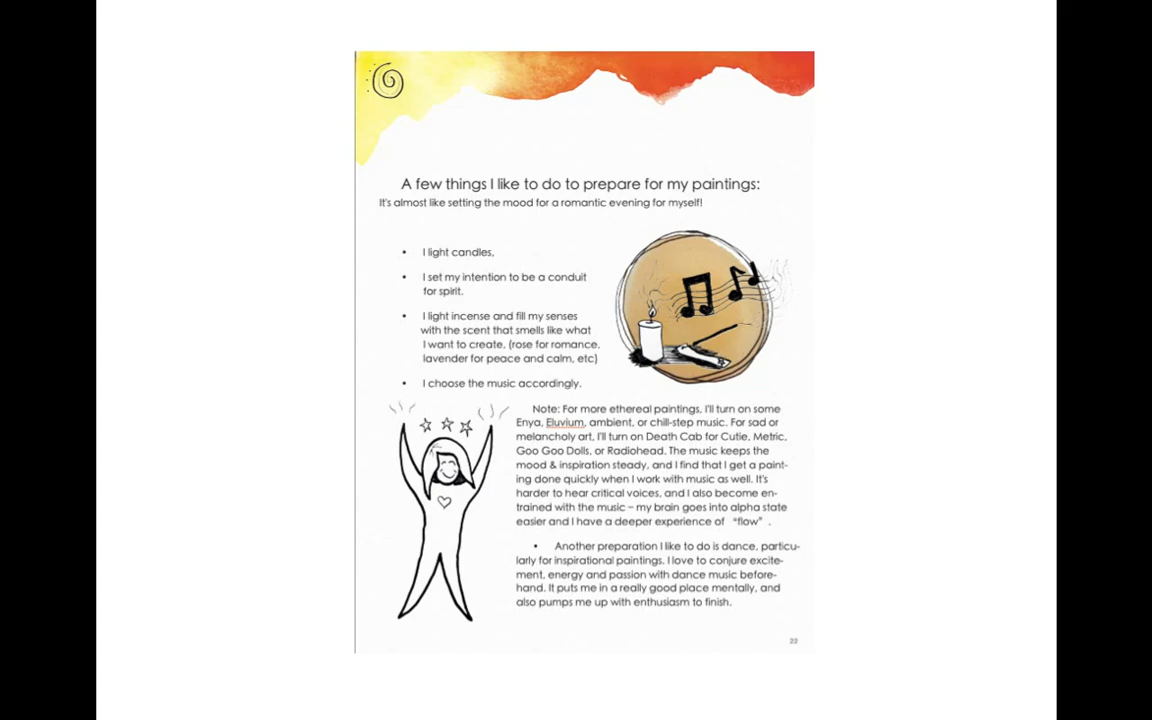 A few things I like to do to prepare for my paintings:
It's almost like setting the mood for a romantic evening for myself!
• I light candles,
• I set my intention to be a conduit
for spirit.
• I light incense and fill my senses
with the scent that smells like what
I want to create, (rose for romance,
lavender for peace and calm, etc)
• I choose the music accordingly.
Note: For more ethereal paintings, I'll turn on some
Enya, Eluvium, ambient, or chill-step music. For sad or
melancholy art, I'll turn on Death Cab for Cutie, Metric,
Goo Goo Dolls, or Radiohead. The music keeps the
mood & inspiration steady, and I find that I get a paint-
ing done quickly when I work with music as well. It's
harder to hear critical voices, and I also become en-
trained with the music – my brain goes into alpha state
easier and I have a deeper experience of “flow” .
• Another preparation I like to do is dance, particu-
larly for inspirational paintings. I love to conjure excite-
ment, energy and passion with dance music before-
hand. It puts me in a really good place mentally, and
also pumps me up with enthusiasm to finish.
22